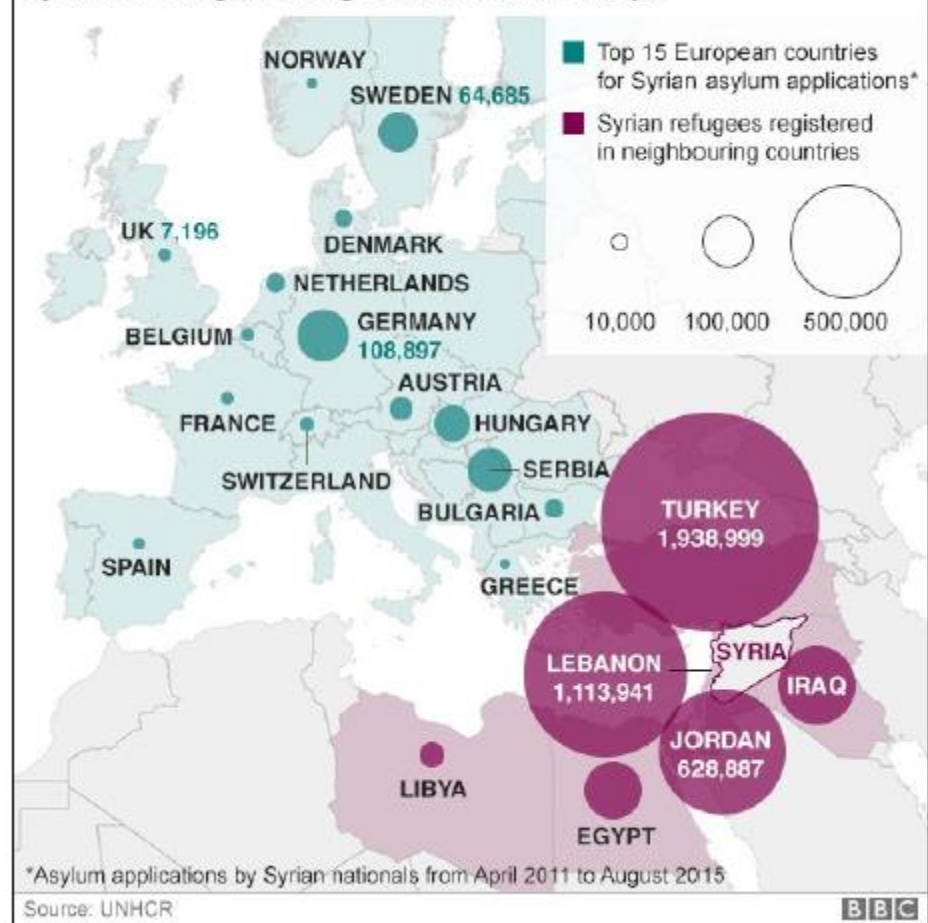 NORWAY
SWEDEN 64,685
Top 15 European countries
for Syrian asylum applications*
Syrian refugees registered
in neighbouring countries
10,000 100,000 500,000
UK 7,196
DENMARK
NETHERLANDS
BELGIUM
GERMANY
108,897
AUSTRIA
FRANCE
HUNGARY
SWITZERLAND
SERBIA
BULGARIA
SPAIN
GREECE
TURKEY
1,938,999
SYRIA
LEBANON
1,113,941
IRAQ
JORDAN
628,887
LIBYA
EGYPT
*Asylum applications by Syrian nationals from April 2011 to August 2015
Source: UNHCR
BBC